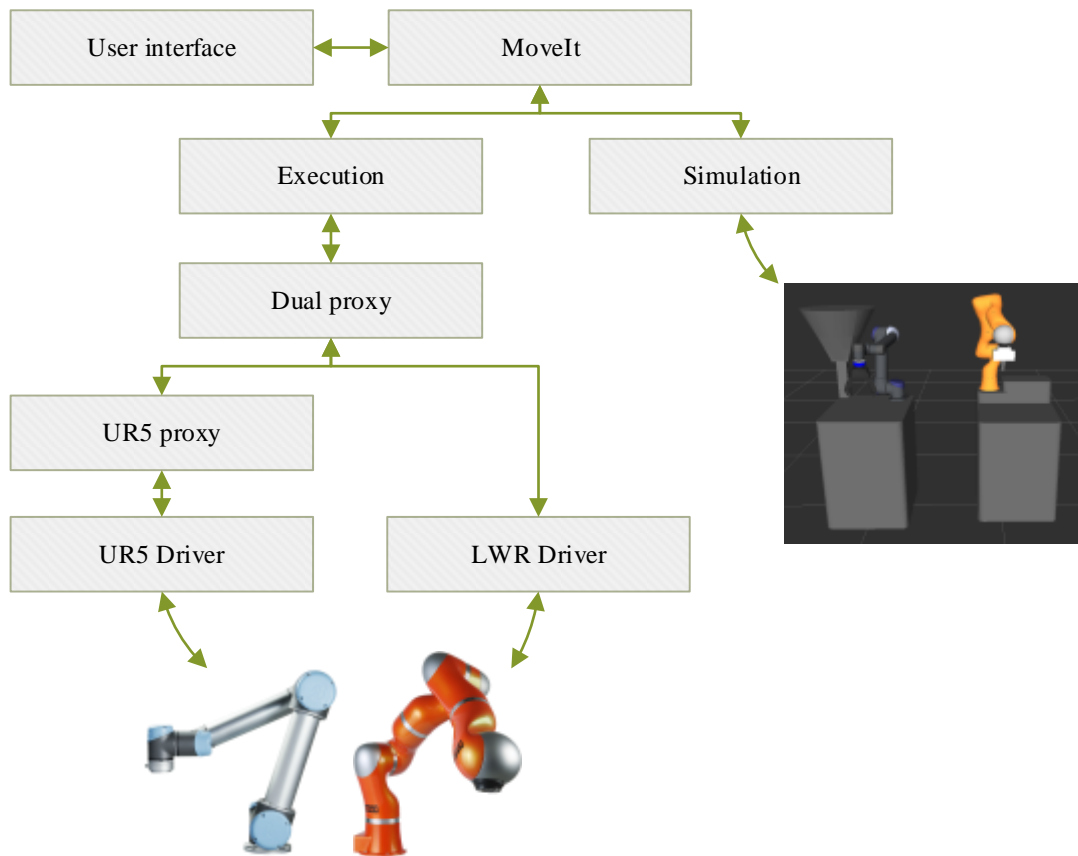 User interface
MoveIt
Execution
Simulation
Dual proxy
UR5 proxy
UR5 Driver
LWR Driver